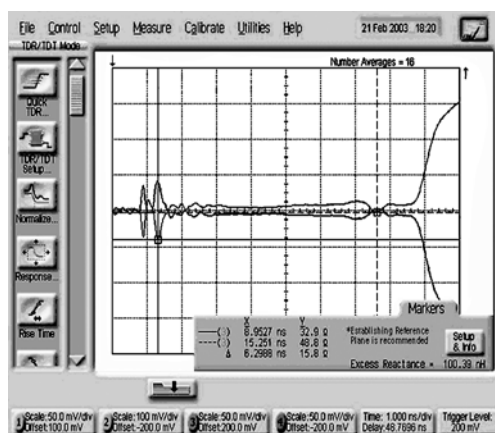 File Control Setup Measure Calibrate Utilities Help 21 Feb 2003 18:20
TDR/TDT Mode
Number Averages = 16
Quick
TDR...
TDR/TDT
Setup...
Normalize...
Response...
Rise Time
Markers
X Y
(3) 8.9527 ns 32.9 Ω
(3) 15.251 ns 48.8 Ω
Δ 6.2988 ns 15.8 Ω
*Establishing Reference
Plane is recommended
Setup
& Info
Excess Reactance = 100.39 nH
1 Scale:50.0 mV/div
Offset:100.0 mV
2 Scale:100 mV/div
Offset:-200.0 mV
Scale:50.0 mV/div
Offset:200.0 mV
Scale:50.0 mV/div
Offset:-200.0 mV
Time: 1.000 ns/div
Delay:48.7696 ns
Trigger Level:
200 mV